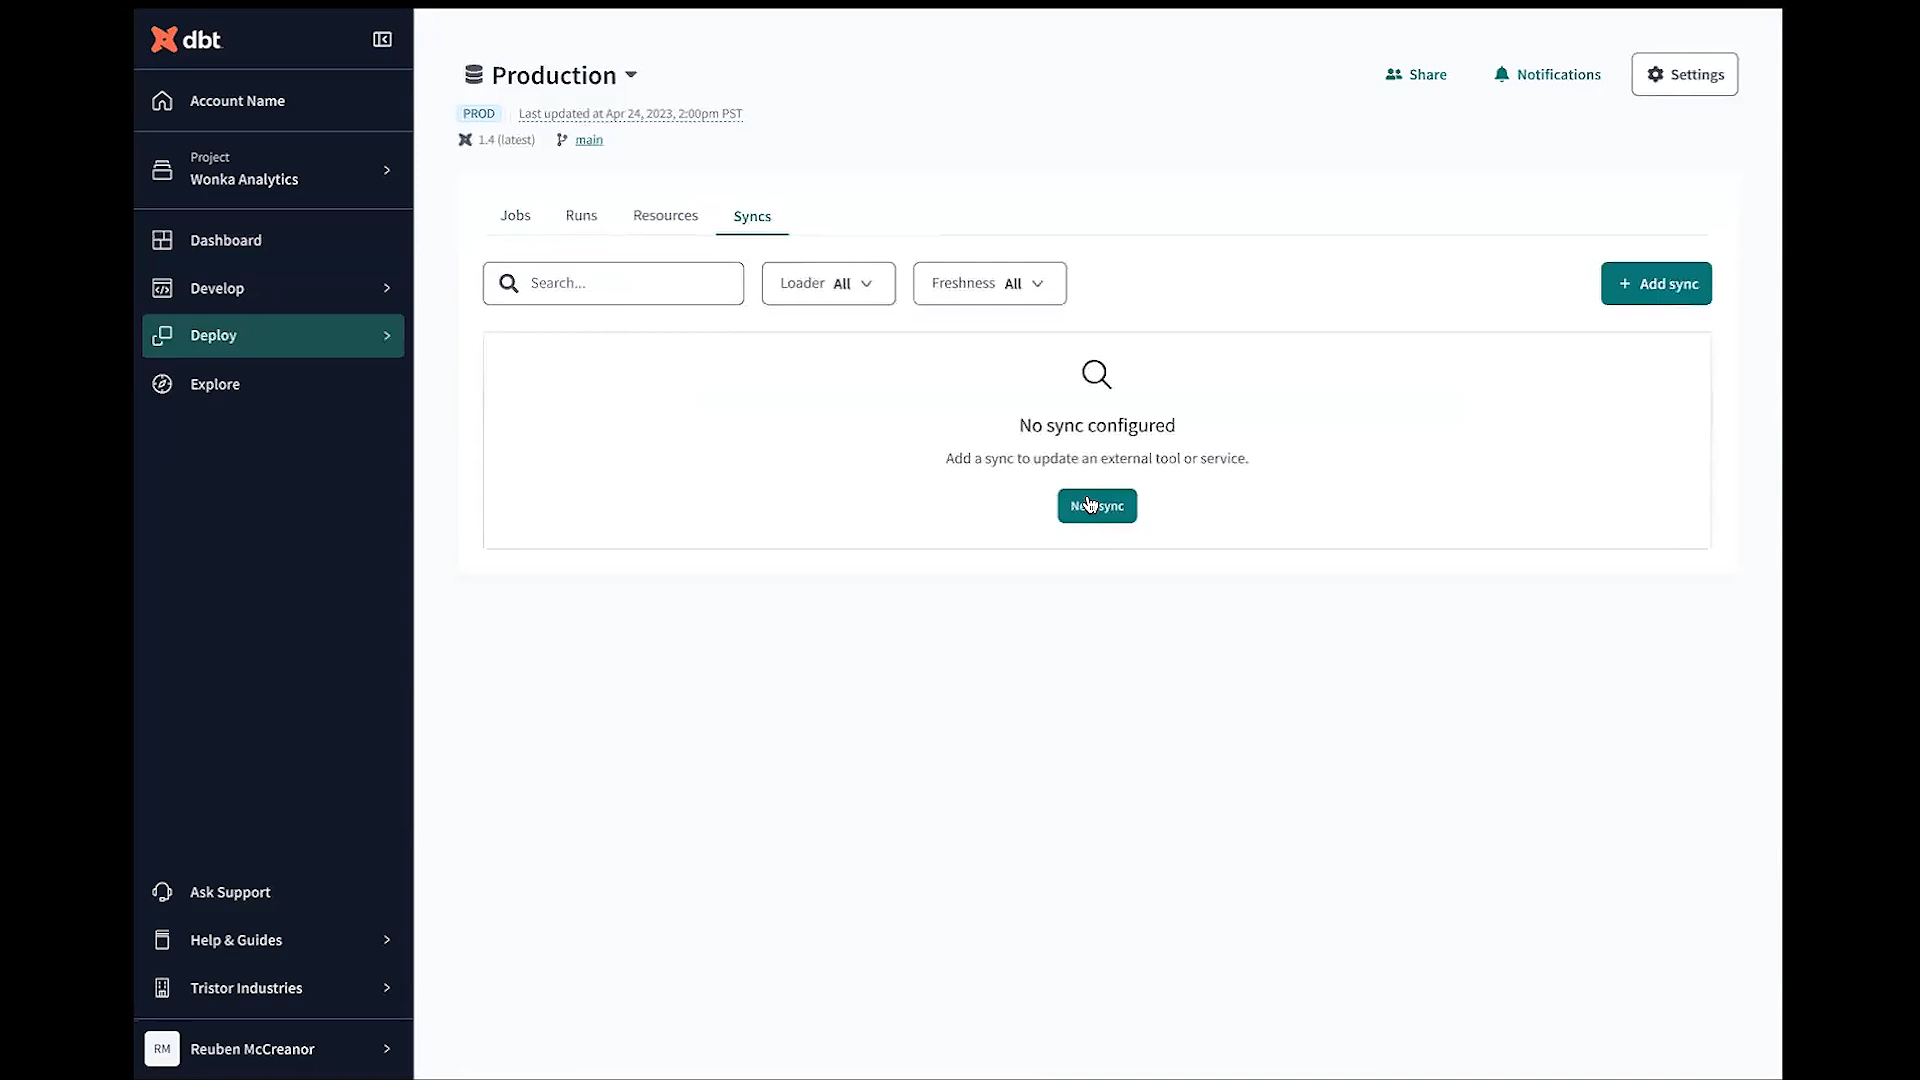 dbt
Account Name
Project
Wonka Analytics
Dashboard
Develop
Deploy
Explore
Ask Support
Help & Guides
Tristor Industries
RM Reuben McCreanor
Production
Share
Notifications
Settings
PROD Last updated at Apr 24, 2023, 2:00pm PST
1.4 (latest) main
Jobs Runs Resources Syncs
Search... Loader All Freshness All + Add sync
No sync configured
Add a sync to update an external tool or service.
sync